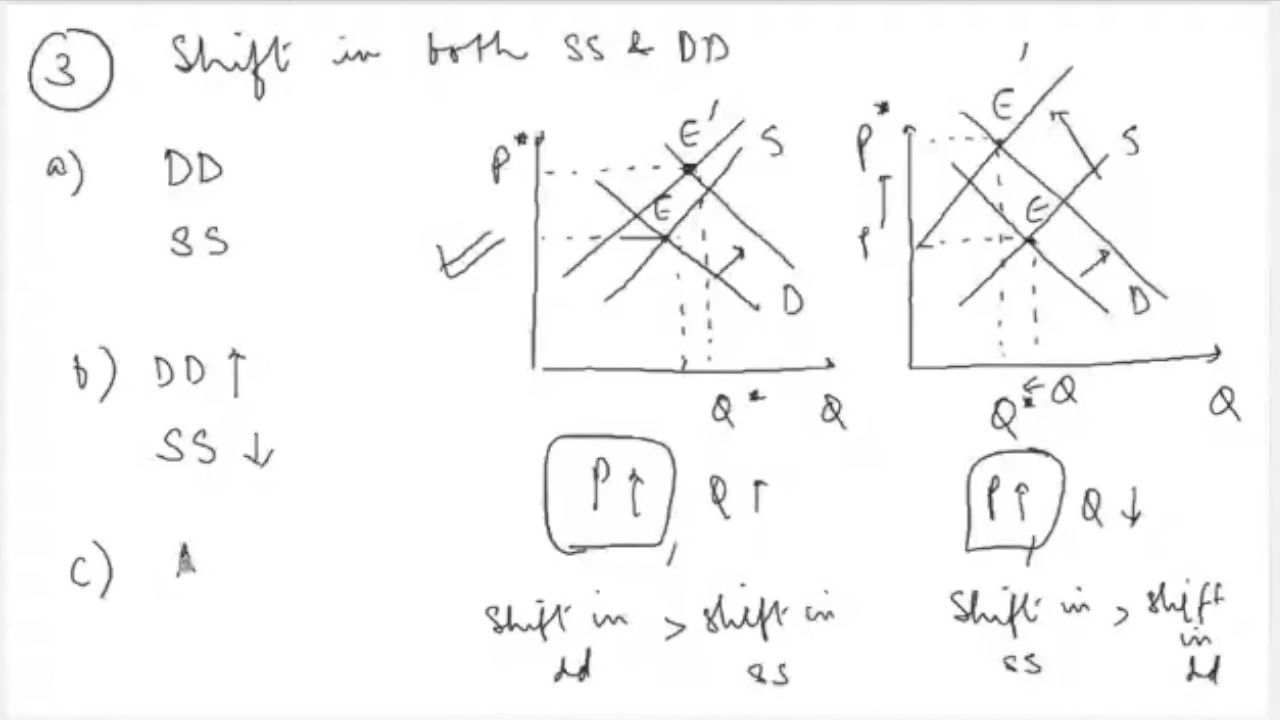 3 Shift in both SS & DD
a) DD
SS
b) DD ↑
SS ↓
c)
P*
E'
S
E
D
Q* Q
P ↑ Q ↑
Shift in > shift in
dd ss
P*
E'
S
↑
E
P
D
Q* ← Q
Q
P ↑ Q ↓
Shift in > shift
in
ss dd